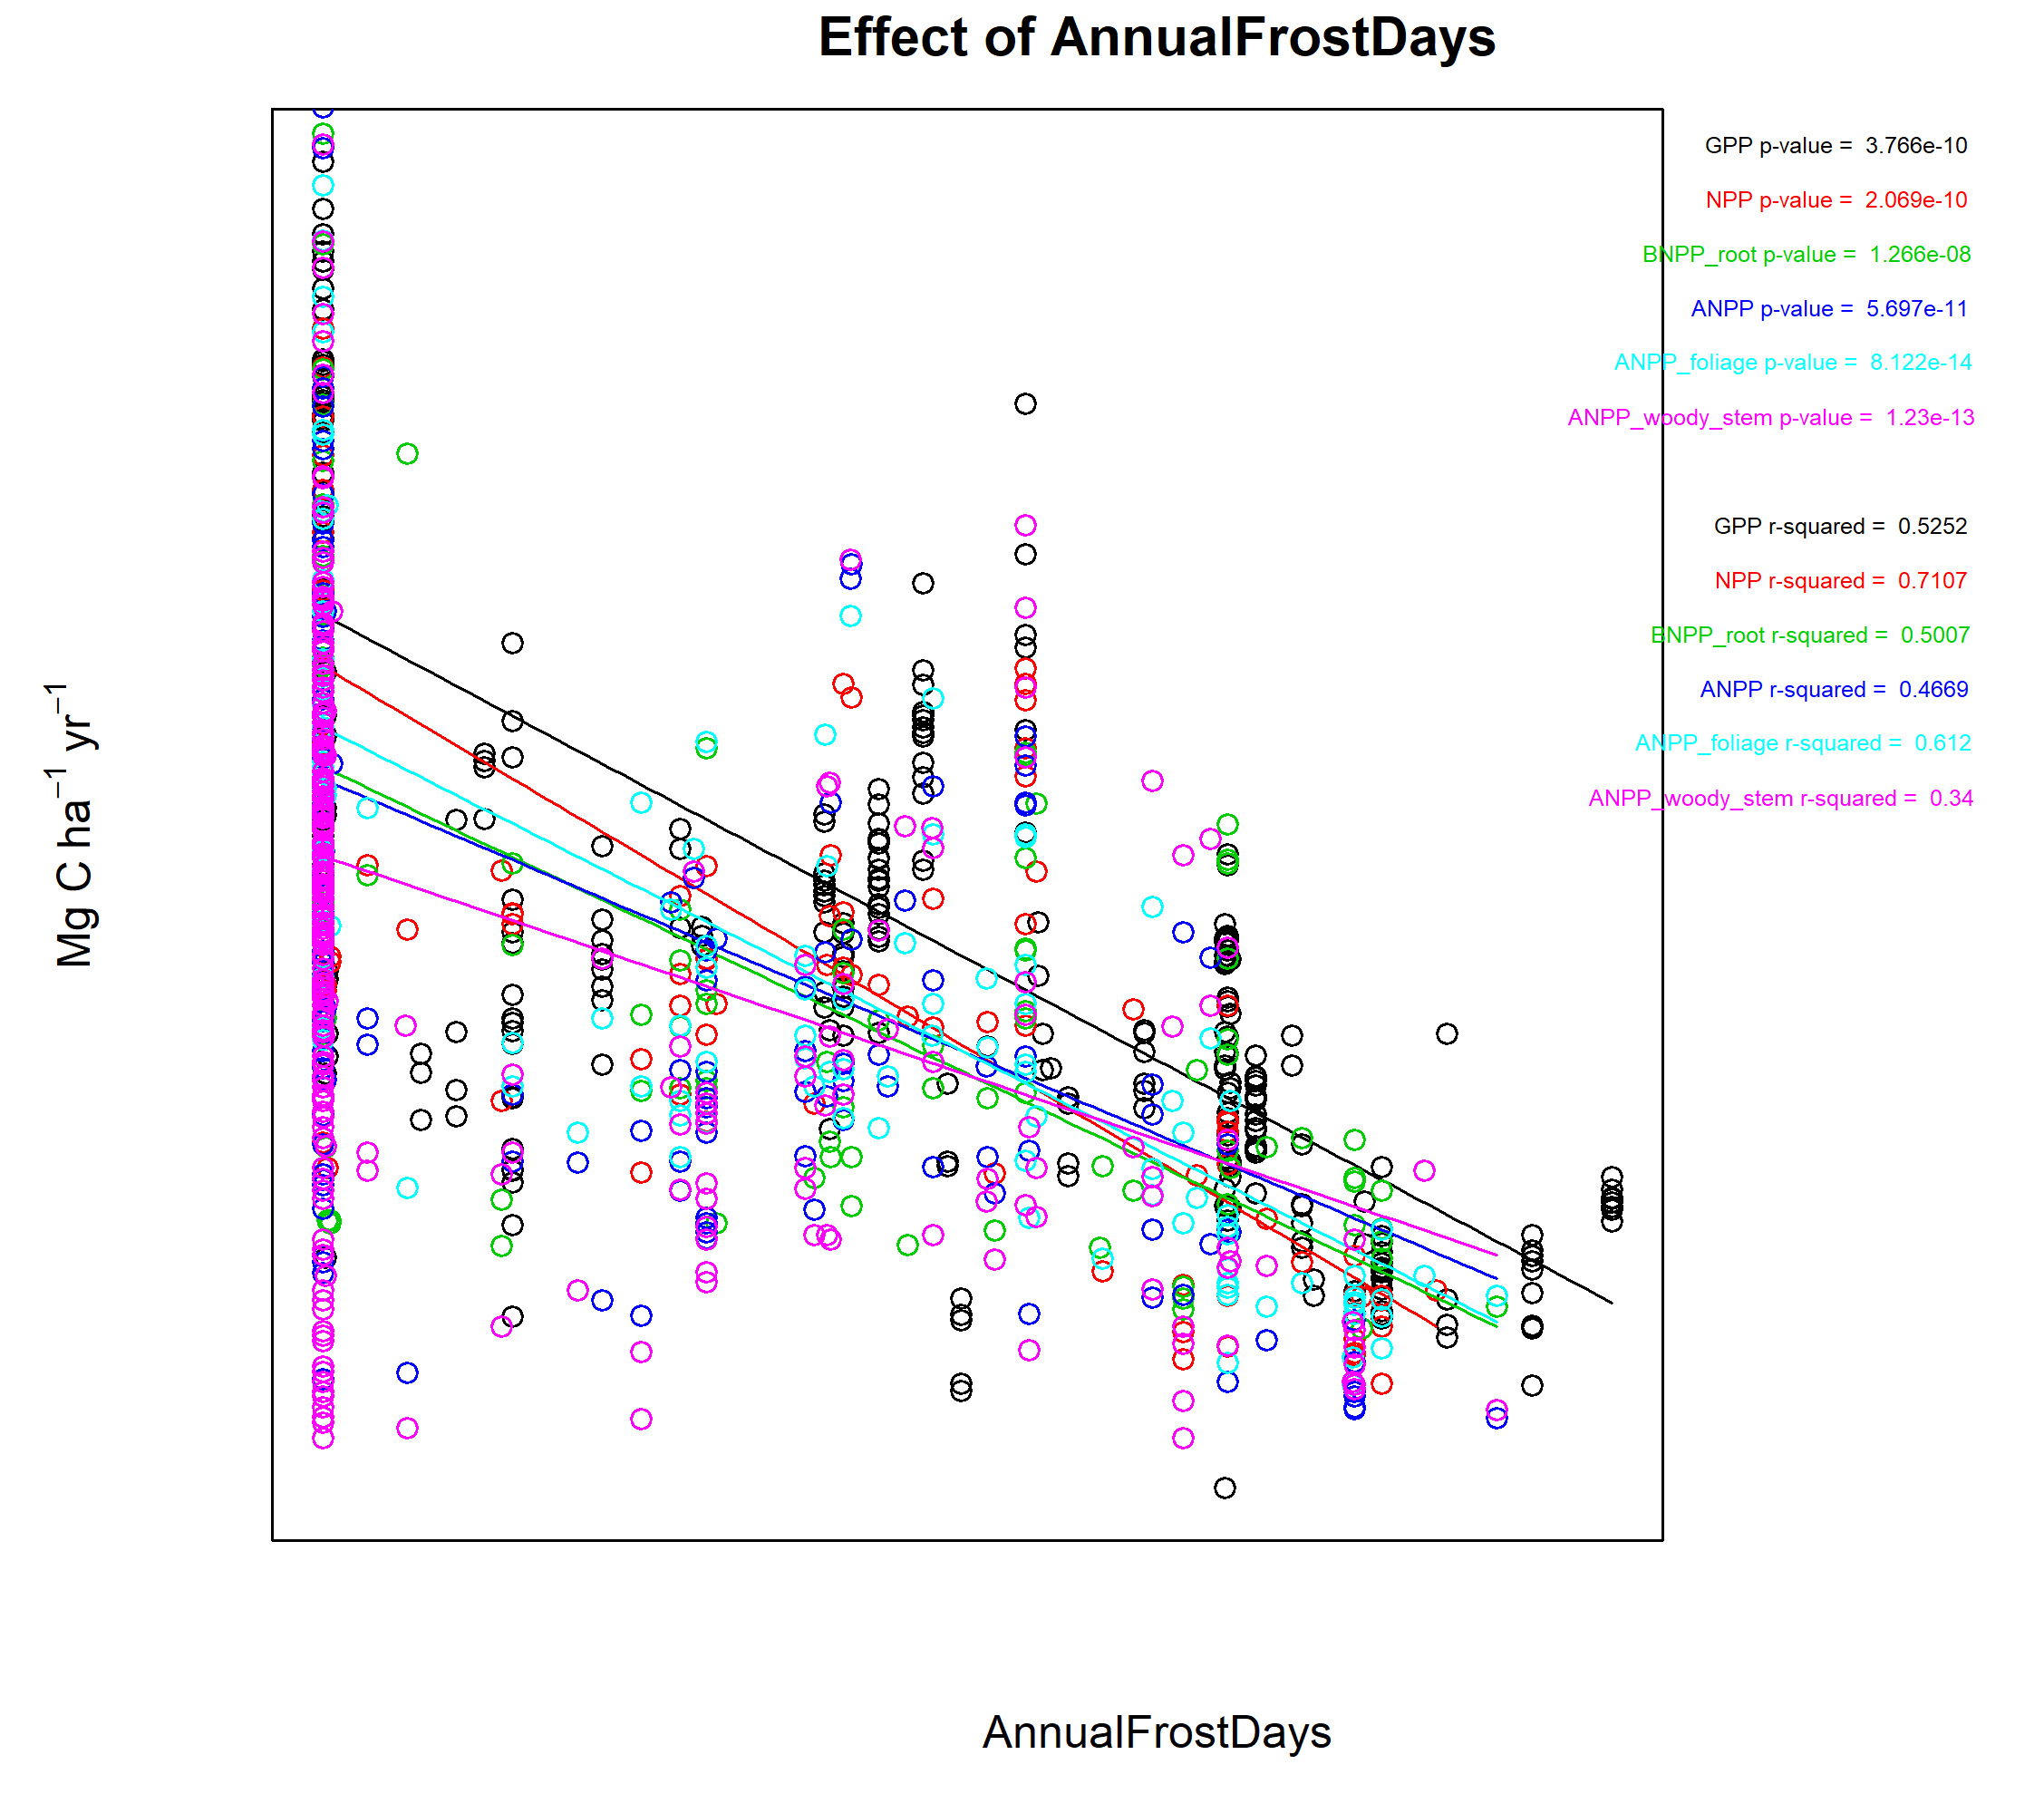 Effect of AnnualFrostDays
GPP p-value = 3.766e-10
NPP p-value = 2.069e-10
BNPP_root p-value = 1.266e-08
ANPP p-value = 5.697e-11
ANPP_foliage p-value = 8.122e-14
ANPP_woody_stem p-value = 1.23e-13
GPP r-squared = 0.5252
NPP r-squared = 0.7107
BNPP_root r-squared = 0.5007
ANPP r-squared = 0.4669
ANPP_foliage r-squared = 0.612
ANPP_woody_stem r-squared = 0.34
Mg C ha⁻¹ yr⁻¹
AnnualFrostDays